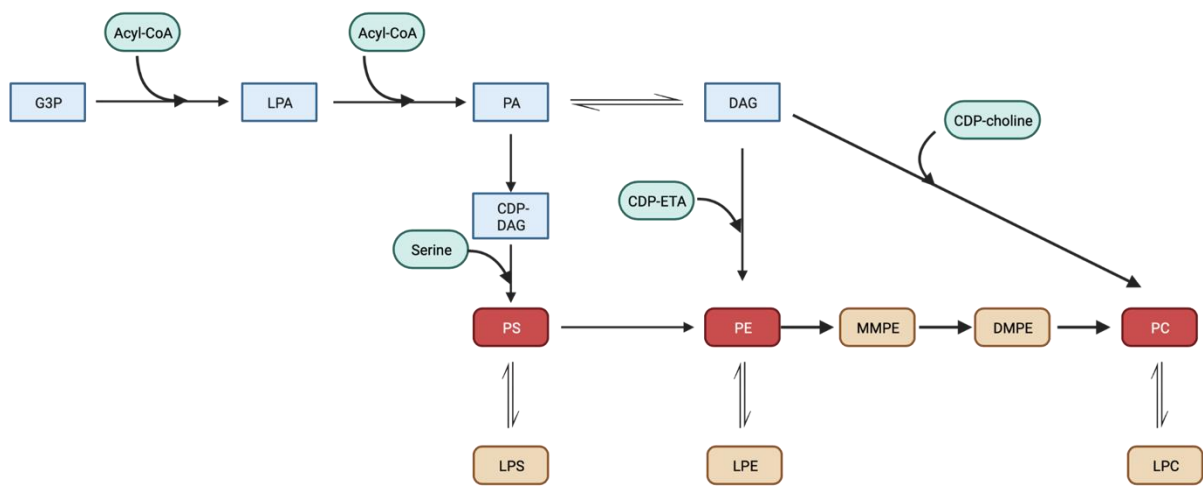 Acyl-CoA
Acyl-CoA
G3P
LPA
PA
DAG
CDP-choline
CDP-ETA
CDP-
DAG
Serine
PS
PE
MMPE
DMPE
PC
LPS
LPE
LPC